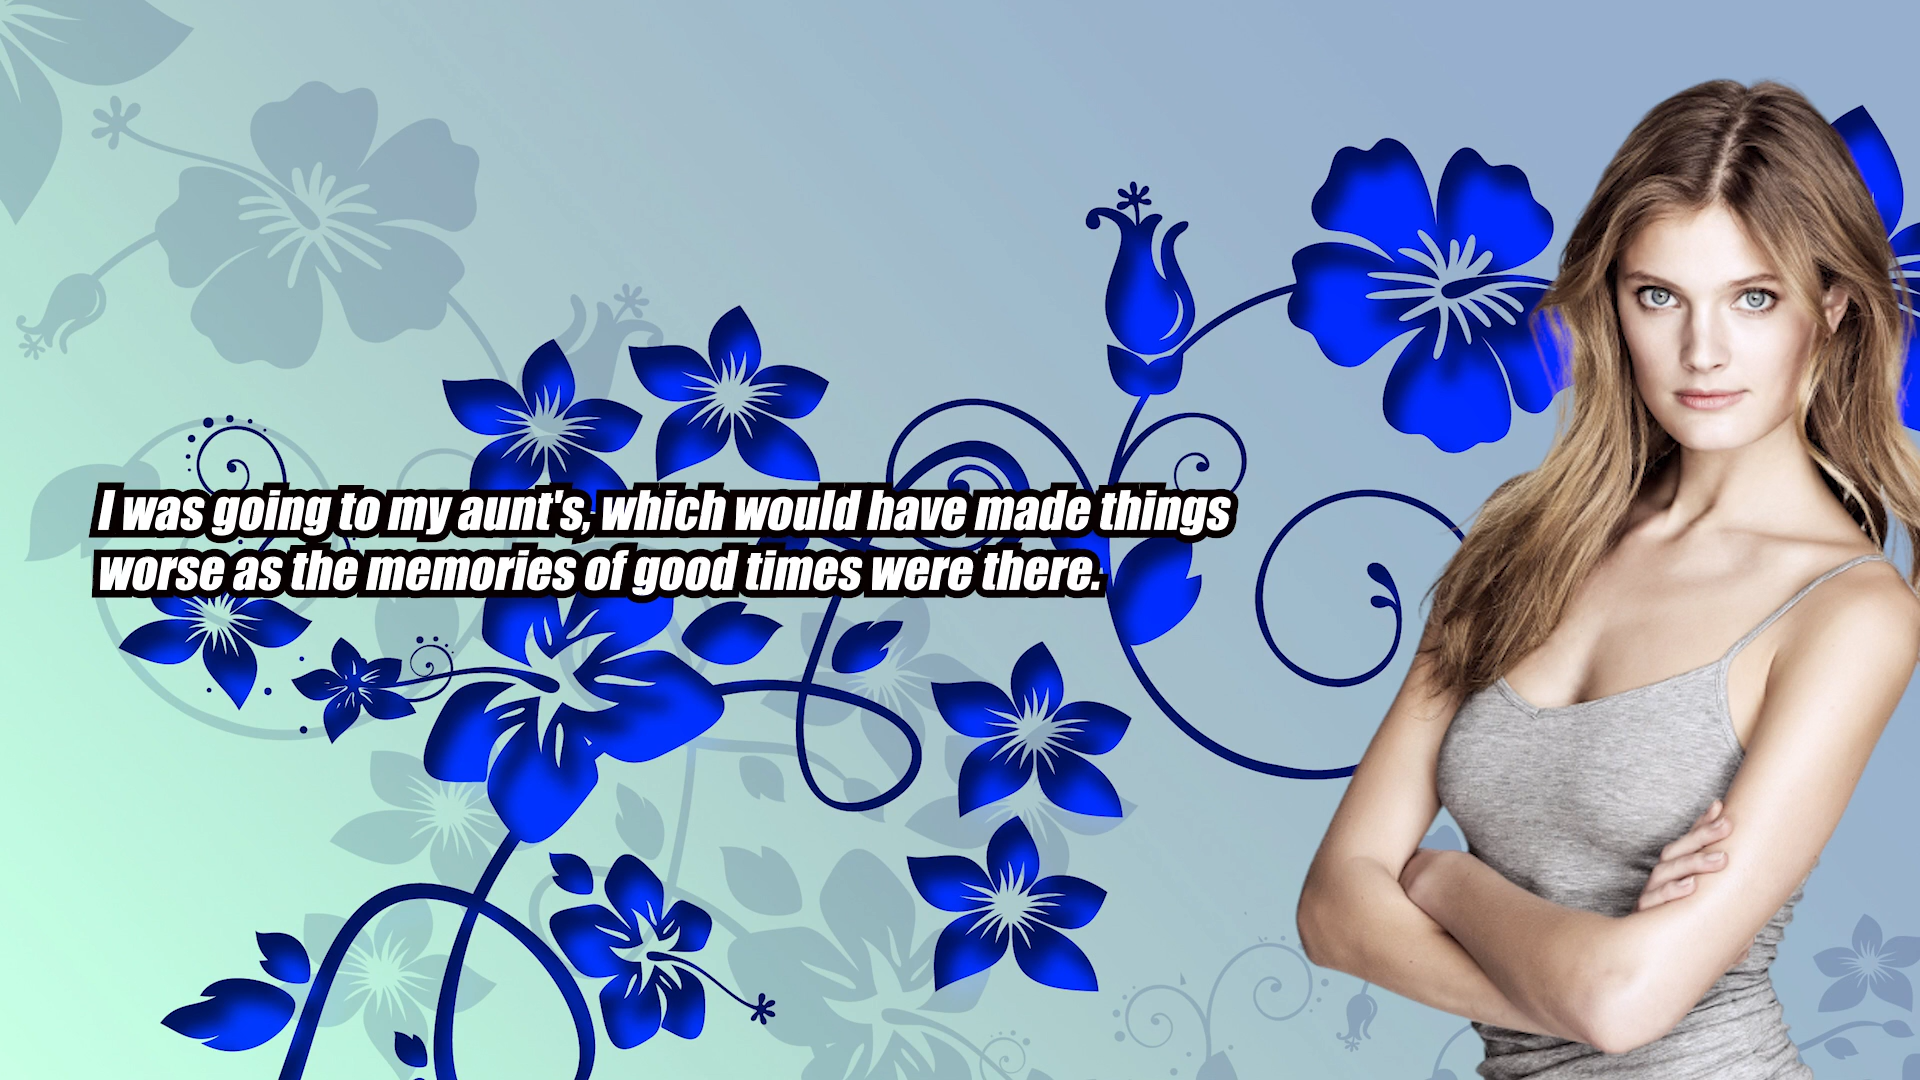 I was going to my aunt's, which would have made things
worse as the memories of good times were there.